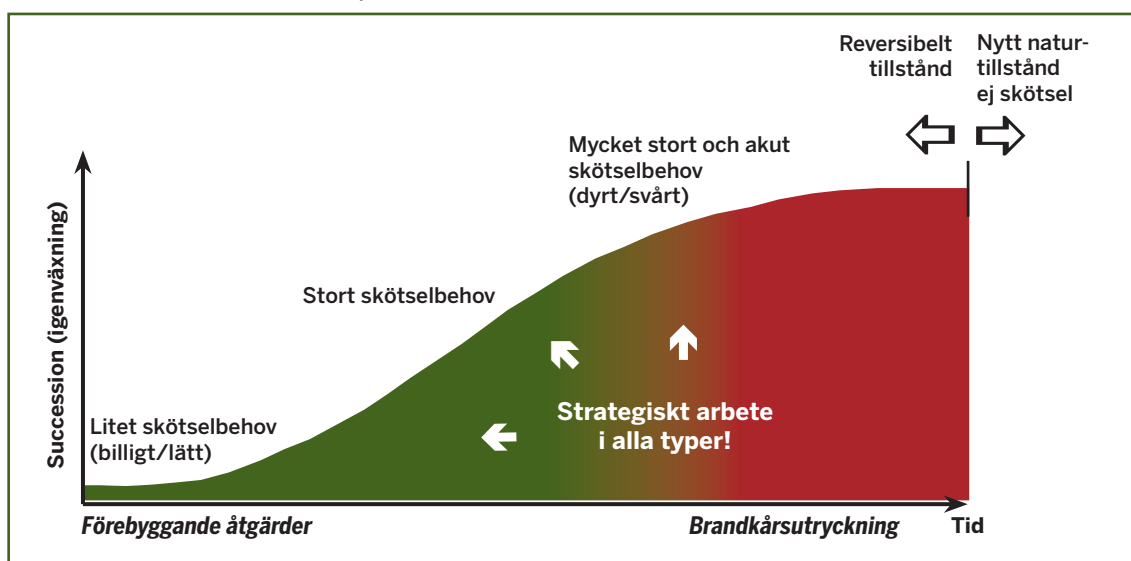 Reversibelt
tillstånd
Nytt natur-
tillstånd
ej skötsel
Mycket stort och akut
skötselbehov
(dyrt/svårt)
Stort skötselbehov
Litet skötselbehov
(billigt/lätt)
Succession (igenväxning)
Strategiskt arbete
i alla typer!
Förebyggande åtgärder
Brandkårsutryckning
Tid